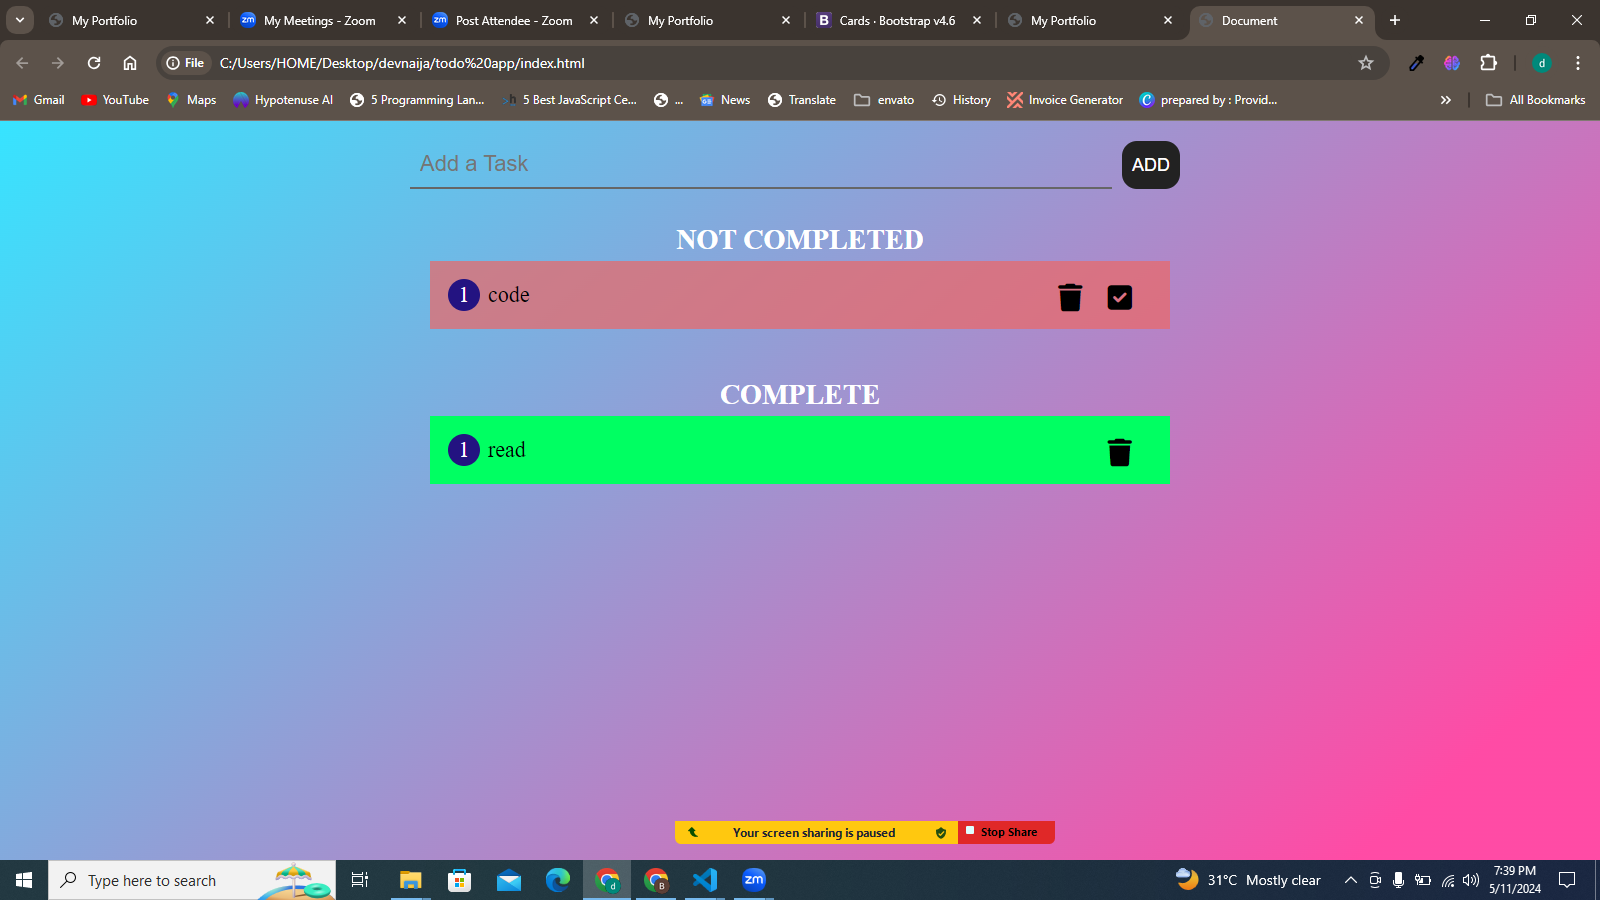 My Portfolio
My Meetings - Zoom
Post Attendee - Zoom
My Portfolio
Cards · Bootstrap v4.6
My Portfolio
Document
File
C:/Users/HOME/Desktop/devnaija/todo%20app/index.html
d
Gmail
YouTube
Maps
Hypotenuse AI
5 Programming Lan...
5 Best JavaScript Ce...
...
News
Translate
envato
History
Invoice Generator
prepared by : Provid...
All Bookmarks
Add a Task
ADD
NOT COMPLETED
1 code
COMPLETE
1 read
Your screen sharing is paused
Stop Share
Type here to search
31°C Mostly clear
7:39 PM
5/11/2024